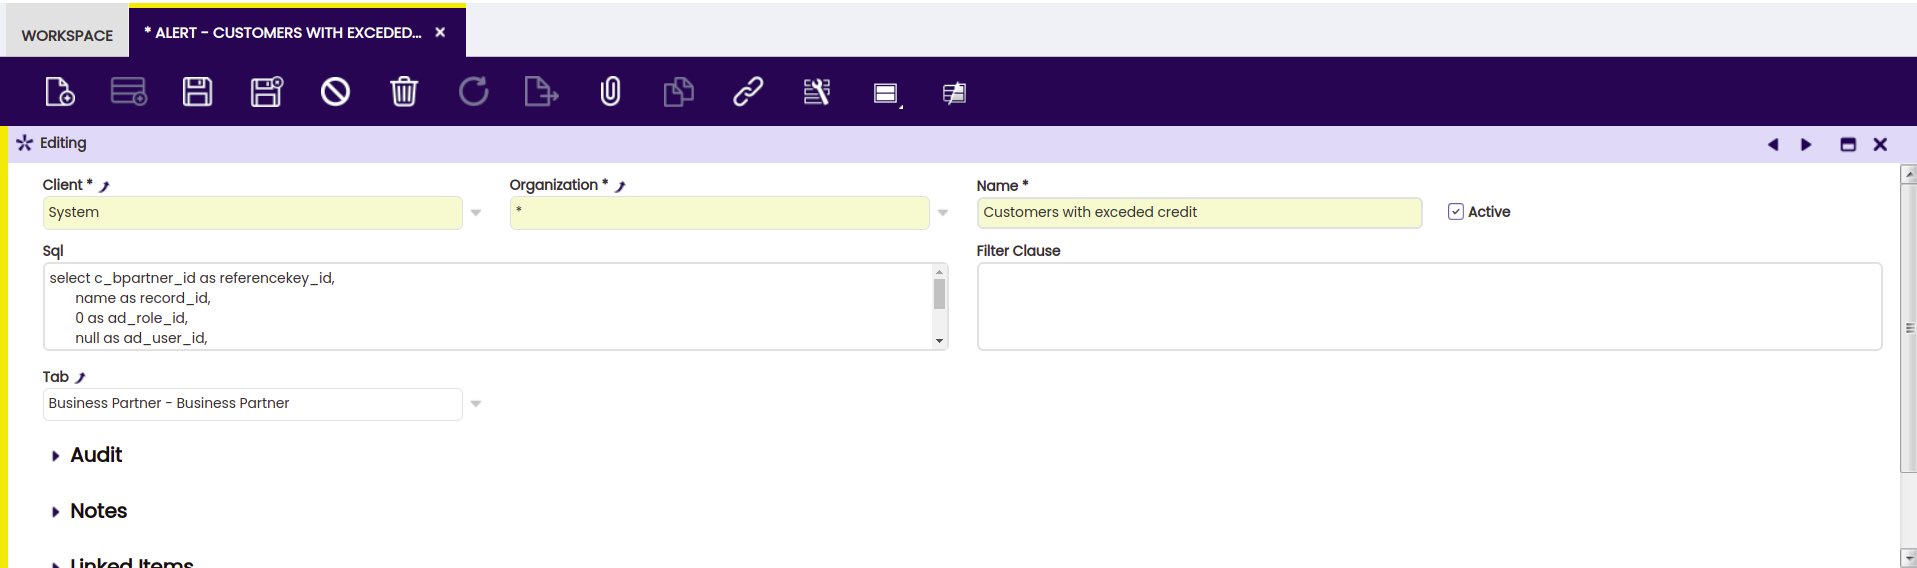 WORKSPACE
* ALERT - CUSTOMERS WITH EXCEDED...
Editing
Client *
Organization *
Name *
System
*
Customers with exceded credit
Active
Sql
Filter Clause
select c_bpartner_id as referencekey_id,
name as record_id,
0 as ad_role_id,
null as ad_user_id,
Tab
Business Partner - Business Partner
Audit
Notes
Linked Items